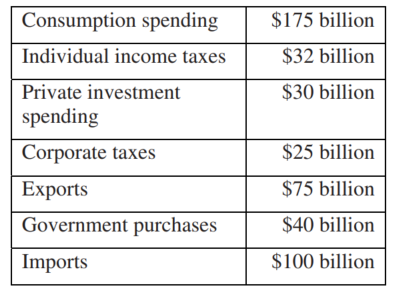 Consumption spending $175 billion
Individual income taxes $32 billion
Private investment $30 billion
spending
Corporate taxes $25 billion
Exports $75 billion
Government purchases $40 billion
Imports $100 billion